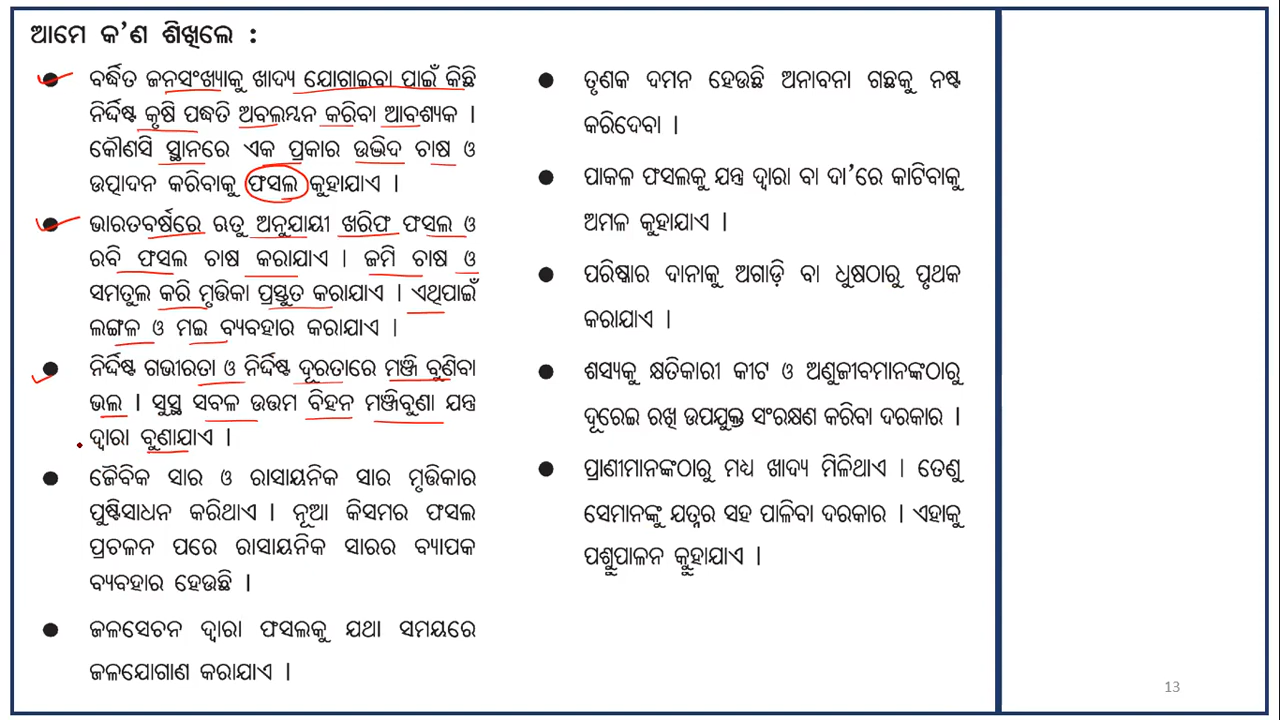 ଆମେ କ'ଣ ଶିଖିଲେ :
ବର୍ଦ୍ଧିତ ଜନସଂଖ୍ୟାକୁ ଖାଦ୍ୟ ଯୋଗାଇବା ପାଇଁ କିଛି
ନିର୍ଦ୍ଦିଷ୍ଟ କୃଷି ପଦ୍ଧତି ଅବଲମ୍ବନ କରିବା ଆବଶ୍ୟକ ।
କୌଣସି ସ୍ଥାନରେ ଏକ ପ୍ରକାର ଉଦ୍ଭିଦ ଚାଷ ଓ
ଉତ୍ପାଦନ କରିବାକୁ ଫସଲ କୁହାଯାଏ ।
ଭାରତବର୍ଷରେ ଋତୁ ଅନୁଯାୟୀ ଖରିଫ ଫସଲ ଓ
ରବି ଫସଲ ଚାଷ କରାଯାଏ । ଜମି ଚାଷ ଓ
ସମତୁଲ କରି ମୃତ୍ତିକା ପ୍ରସ୍ତୁତ କରାଯାଏ । ଏଥିପାଇଁ
ଲଙ୍ଗଳ ଓ ମଇ ବ୍ୟବହାର କରାଯାଏ ।
ନିର୍ଦ୍ଦିଷ୍ଟ ଗଭୀରତା ଓ ନିର୍ଦ୍ଦିଷ୍ଟ ଦୂରତାରେ ମଞ୍ଜି ବୁଣିବା
ଭଲ । ସୁସ୍ଥ ସବଳ ଉତ୍ତମ ବିହନ ମଞ୍ଜିବୁଣା ଯନ୍ତ୍ର
ଦ୍ୱାରା ବୁଣାଯାଏ ।
ଜୈବିକ ସାର ଓ ରାସାୟନିକ ସାର ମୃତ୍ତିକାର
ପୁଷ୍ଟିସାଧନ କରିଥାଏ । ନୂଆ କିସମର ଫସଲ
ପ୍ରଚଳନ ପରେ ରାସାୟନିକ ସାରର ବ୍ୟାପକ
ବ୍ୟବହାର ହେଉଛି ।
ଜଳସେଚନ ଦ୍ୱାରା ଫସଲକୁ ଯଥା ସମୟରେ
ଜଳଯୋଗାଣ କରାଯାଏ ।
ତୃଣକ ଦମନ ହେଉଛି ଅନାବନା ଗଛକୁ ନଷ୍ଟ
କରିଦେବା ।
ପାକଳ ଫସଲକୁ ଯନ୍ତ୍ର ଦ୍ୱାରା ବା ଦା'ରେ କାଟିବାକୁ
ଅମଳ କୁହାଯାଏ ।
ପରିଷ୍କାର ଦାନାକୁ ଅଗାଡ଼ି ବା ଧୁଷଠାରୁ ପୃଥକ
କରାଯାଏ ।
ଶସ୍ୟକୁ କ୍ଷତିକାରୀ କୀଟ ଓ ଅଣୁଜୀବମାନଙ୍କଠାରୁ
ଦୂରେଇ ରଖି ଉପଯୁକ୍ତ ସଂରକ୍ଷଣ କରିବା ଦରକାର ।
ପ୍ରାଣୀମାନଙ୍କଠାରୁ ମଧ୍ୟ ଖାଦ୍ୟ ମିଳିଥାଏ । ତେଣୁ
ସେମାନଙ୍କୁ ଯତ୍ନର ସହ ପାଳିବା ଦରକାର । ଏହାକୁ
ପଶୁପାଳନ କୁହାଯାଏ ।
13